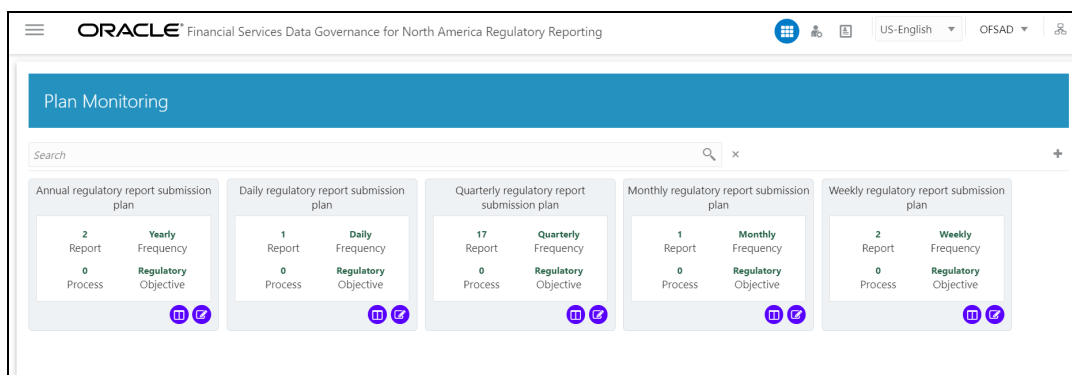 ORACLE® Financial Services Data Governance for North America Regulatory Reporting
US-English
OFSAD
Plan Monitoring
Search
Annual regulatory report submission
plan
2 Yearly
Report Frequency
0 Regulatory
Process Objective
Daily regulatory report submission
plan
1 Daily
Report Frequency
0 Regulatory
Process Objective
Quarterly regulatory report
submission plan
17 Quarterly
Report Frequency
0 Regulatory
Process Objective
Monthly regulatory report submission
plan
1 Monthly
Report Frequency
0 Regulatory
Process Objective
Weekly regulatory report submission
plan
2 Weekly
Report Frequency
0 Regulatory
Process Objective